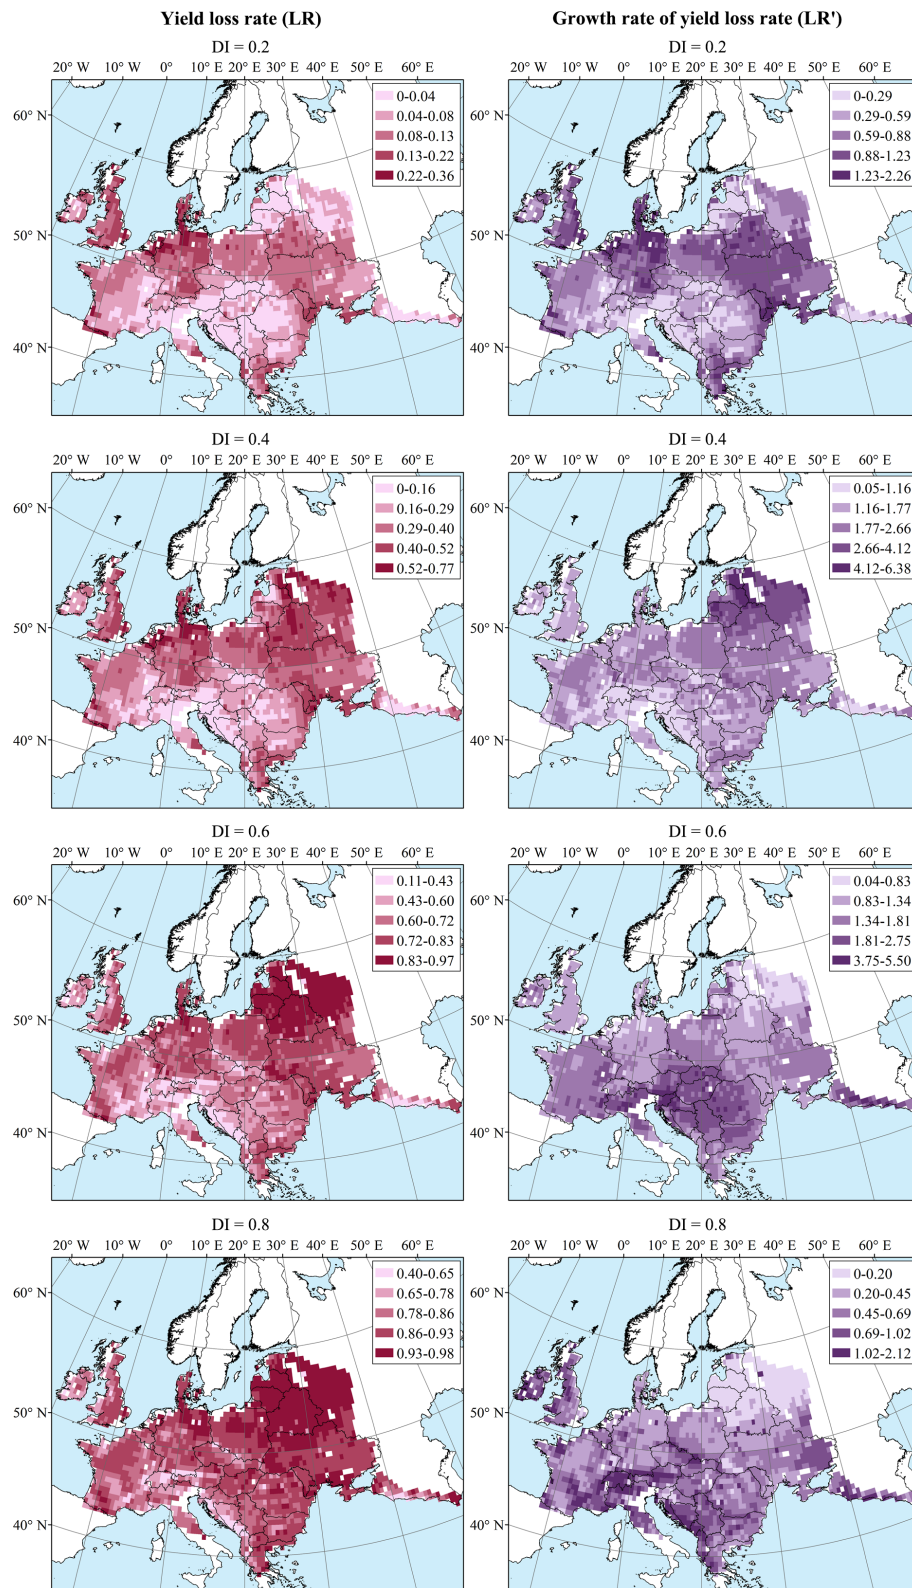 Yield loss rate (LR)
Growth rate of yield loss rate (LR')
DI = 0.2
DI = 0.2
20° W 10° W 0° 10° E 20° E 30° E 40° E 50° E 60° E
20° W 10° W 0° 10 E 20 E 30 E 40° E 50° E 60° E
60° N
50° N
40° N
0-0.04
0.04-0.08
0.08-0.13
0.13-0.22
0.22-0.36
0-0.29
0.29-0.59
0.59-0.88
0.88-1.23
1.23-2.26
DI = 0.4
DI = 0.4
20° W 10° W 0° 10° E 20° E 30° E 40° E 50° E 60° E
20° W 10° W 0° 10 E 20 E 30 E 40° E 50° E 60° E
60° N
50° N
40° N
0-0.16
0.16-0.29
0.29-0.40
0.40-0.52
0.52-0.77
0.05-1.16
1.16-1.77
1.77-2.66
2.66-4.12
4.12-6.38
DI = 0.6
DI = 0.6
20° W 10° W 0° 10° E 20° E 30° E 40° E 50° E 60° E
20° W 10° W 0° 10 E 20 E 30 E 40° E 50° E 60° E
60° N
50° N
40° N
0.11-0.43
0.43-0.60
0.60-0.72
0.72-0.83
0.83-0.97
0.04-0.83
0.83-1.34
1.34-1.81
1.81-2.75
3.75-5.50
DI = 0.8
DI = 0.8
20° W 10° W 0° 10° E 20° E 30° E 40° E 50° E 60° E
20° W 10° W 0° 10 E 20 E 30 E 40° E 50° E 60° E
60° N
50° N
40° N
0.40-0.65
0.65-0.78
0.78-0.86
0.86-0.93
0.93-0.98
0-0.20
0.20-0.45
0.45-0.69
0.69-1.02
1.02-2.12